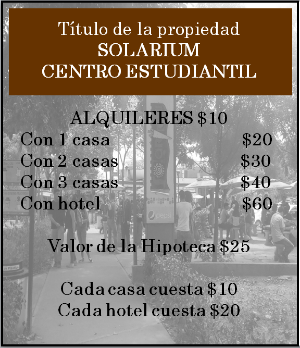 Título de la propiedad
SOLARIUM
CENTRO ESTUDIANTIL
ALQUILERES $10
Con 1 casa $20
Con 2 casas $30
Con 3 casas $40
Con hotel $60
Valor de la Hipoteca $25
Cada casa cuesta $10
Cada hotel cuesta $20